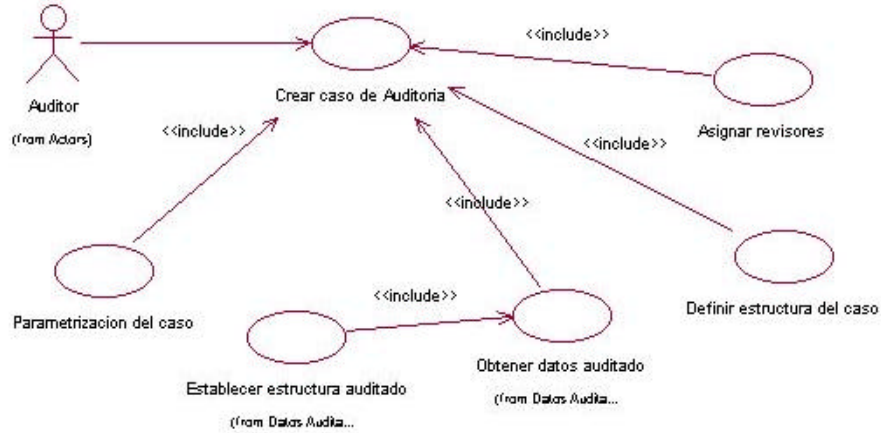 <<include>>
Auditor
(from Actors)
Crear caso de Auditoria
<<include>>
Asignar revisores
<<include>>
<<include>>
Parametrizacion del caso
<<include>>
Definir estructura del caso
Establecer estructura auditado
(from Datos Audita...
Obtener datos auditado
(from Datos Audita...